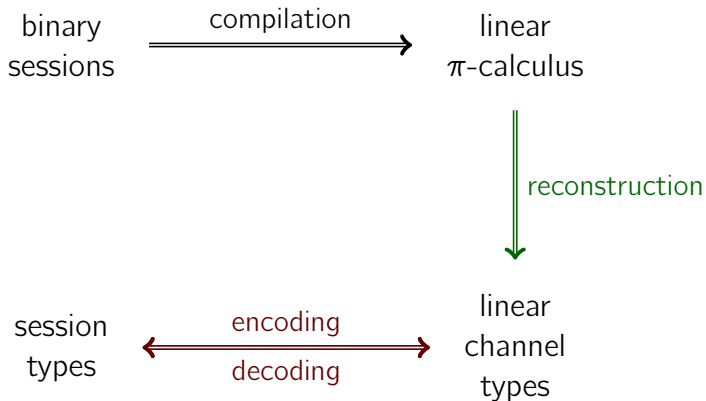 binary
sessions
compilation
linear
π-calculus
reconstruction
session
types
encoding
decoding
linear
channel
types